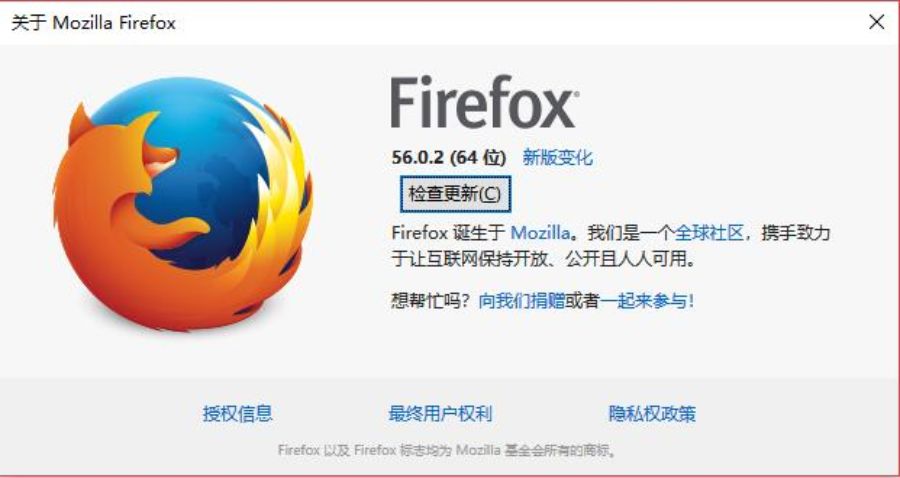 关于 Mozilla Firefox
Firefox®
56.0.2 (64 位) 新版变化
检查更新(C)
Firefox 诞生于 Mozilla。我们是一个全球社区，携手致力
于让互联网保持开放、公开且人人可用。
想帮忙吗？向我们捐赠或者一起来参与！
授权信息 最终用户权利 隐私权政策
Firefox 以及 Firefox 标志均为 Mozilla 基金会所有的商标。